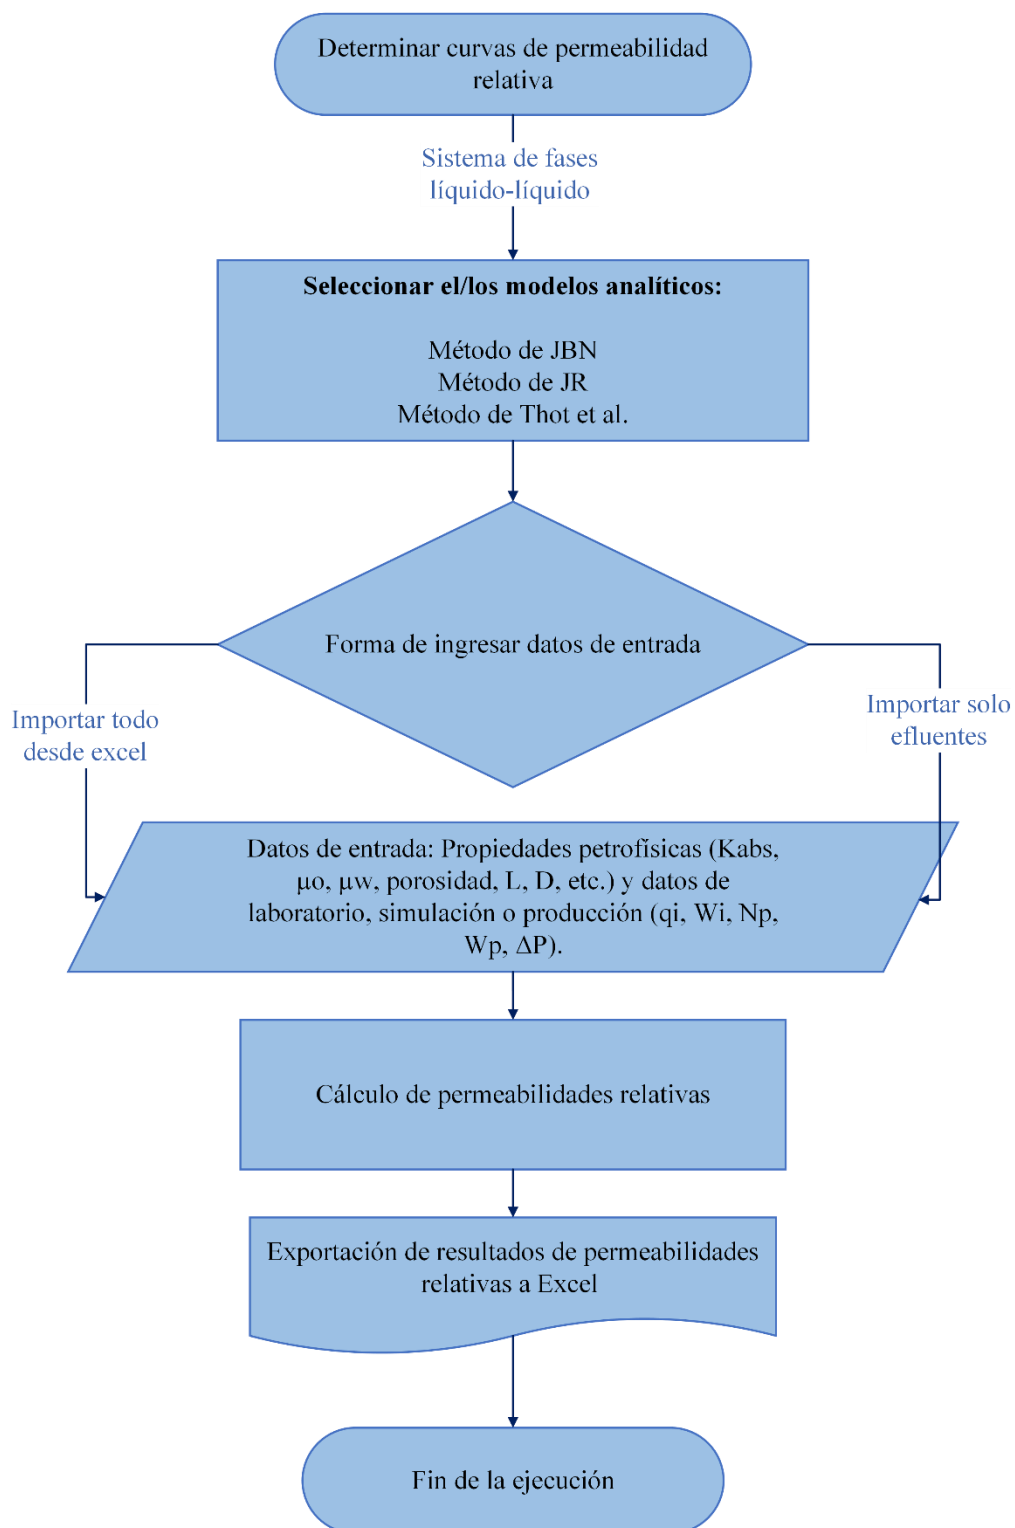 Determinar curvas de permeabilidad
relativa
Sistema de fases
líquido-líquido
Seleccionar el/los modelos analíticos:
Método de JBN
Método de JR
Método de Thot et al.
Forma de ingresar datos de entrada
Importar todo
desde excel
Importar solo
efluentes
Datos de entrada: Propiedades petrofísicas (Kabs,
μo, μw, porosidad, L, D, etc.) y datos de
laboratorio, simulación o producción (qi, Wi, Np,
Wp, ΔP).
Cálculo de permeabilidades relativas
Exportación de resultados de permeabilidades
relativas a Excel
Fin de la ejecución